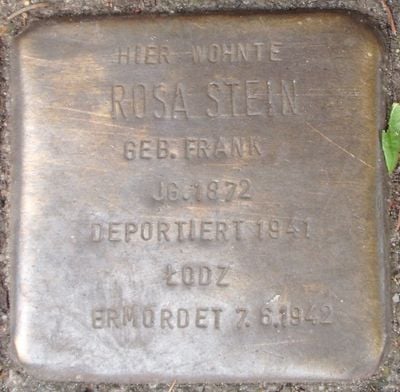 HIER WOHNTE
ROSA STEIN
GEB. FRANK
JG. 1872
DEPORTIERT 1941
ŁODZ
ERMORDET 7.6.1942